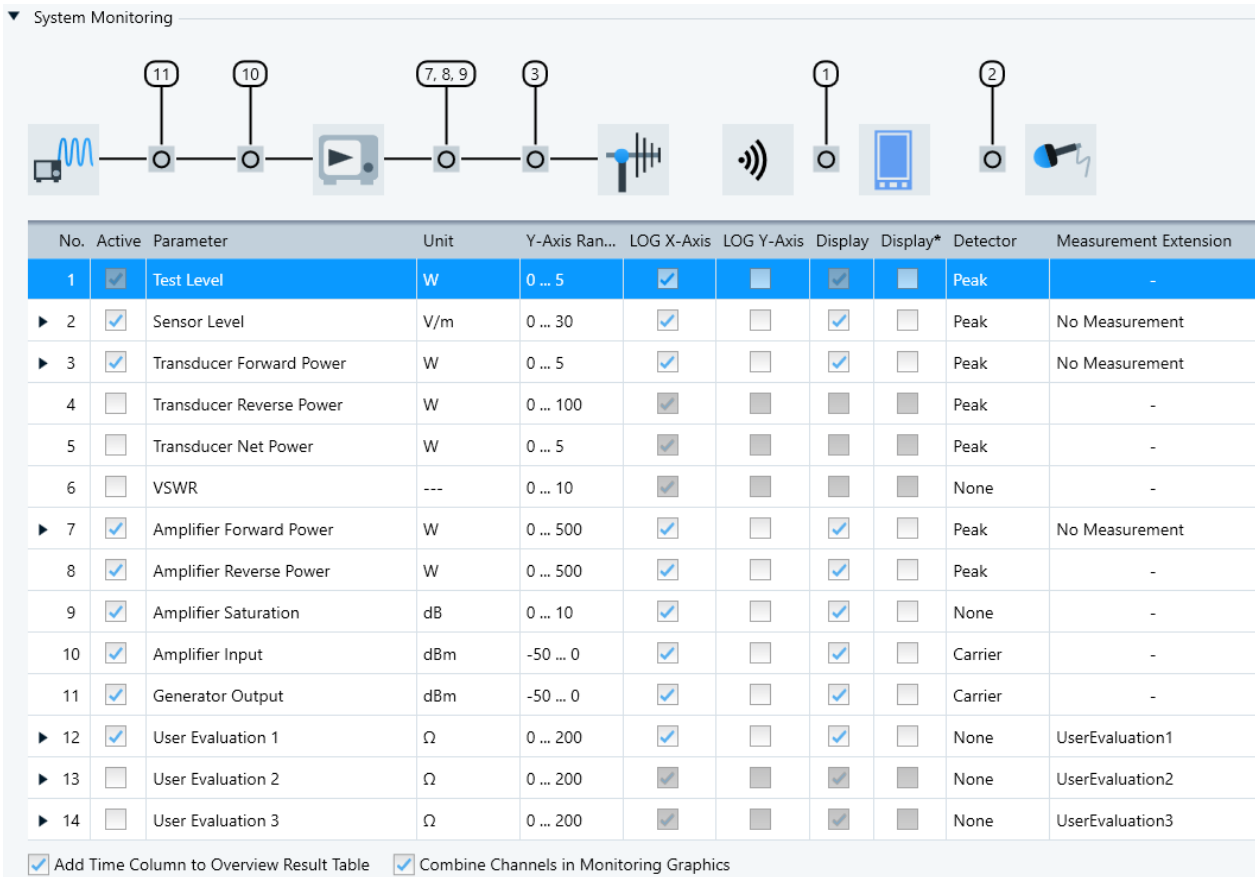 System Monitoring
11 10 7, 8, 9 3 1 2
No. Active Parameter Unit Y-Axis Ran... LOG X-Axis LOG Y-Axis Display Display* Detector Measurement Extension
1 Test Level W 0 ... 5 Peak -
2 Sensor Level V/m 0 ... 30 Peak No Measurement
3 Transducer Forward Power W 0 ... 5 Peak No Measurement
4 Transducer Reverse Power W 0 ... 100 Peak -
5 Transducer Net Power W 0 ... 5 Peak -
6 VSWR --- 0 ... 10 None -
7 Amplifier Forward Power W 0 ... 500 Peak No Measurement
8 Amplifier Reverse Power W 0 ... 500 Peak -
9 Amplifier Saturation dB 0 ... 10 None -
10 Amplifier Input dBm -50 ... 0 Carrier -
11 Generator Output dBm -50 ... 0 Carrier -
12 User Evaluation 1 Ω 0 ... 200 None UserEvaluation1
13 User Evaluation 2 Ω 0 ... 200 None UserEvaluation2
14 User Evaluation 3 Ω 0 ... 200 None UserEvaluation3
Add Time Column to Overview Result Table Combine Channels in Monitoring Graphics